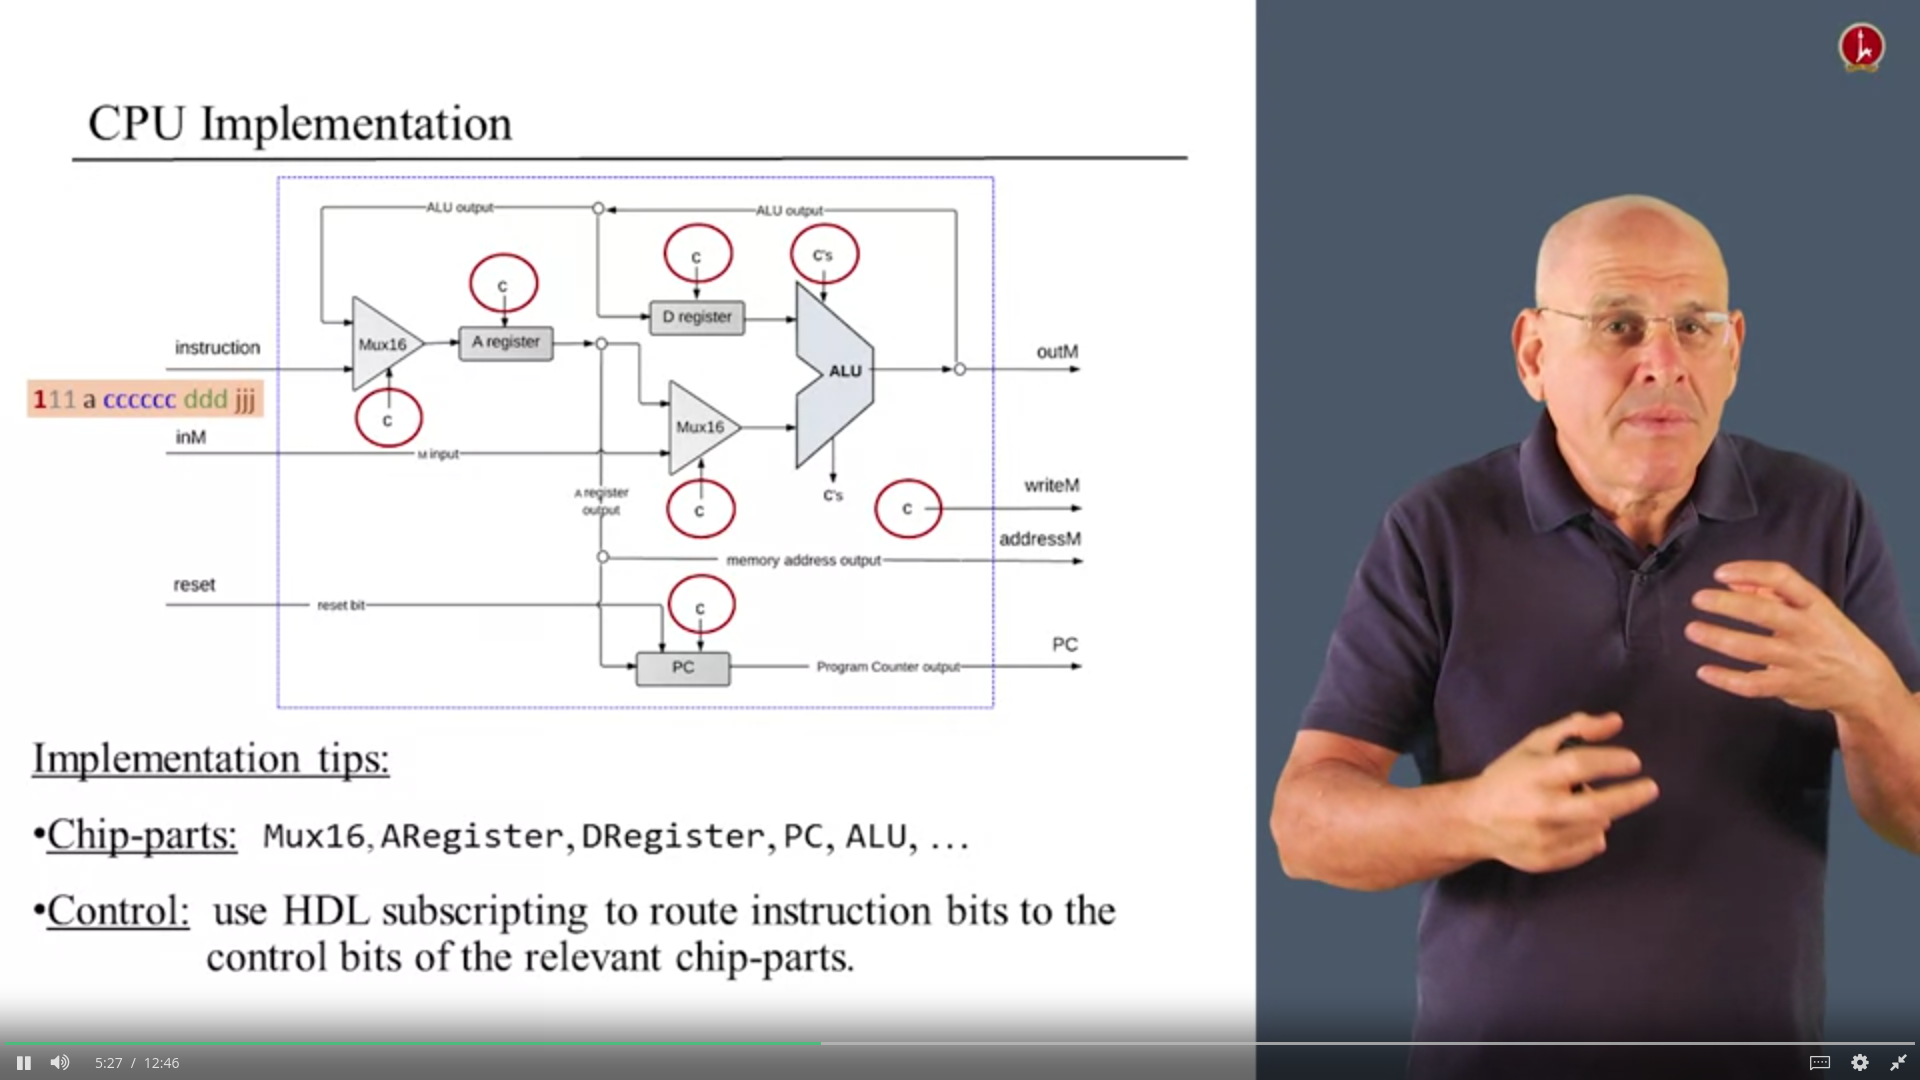 CPU Implementation
ALU output
ALU output
c
c
C's
D register
instruction
Mux16
A register
outM
ALU
111 a cccccc ddd jjj
c
inM
Mux16
M input
writeM
A register
output
C's
c
c
addressM
memory address output
reset
reset bit
c
PC
PC
Program Counter output
Implementation tips:
•Chip-parts: Mux16, ARegister, DRegister, PC, ALU, ...
•Control: use HDL subscripting to route instruction bits to the
control bits of the relevant chip-parts.
5:27 / 12:46